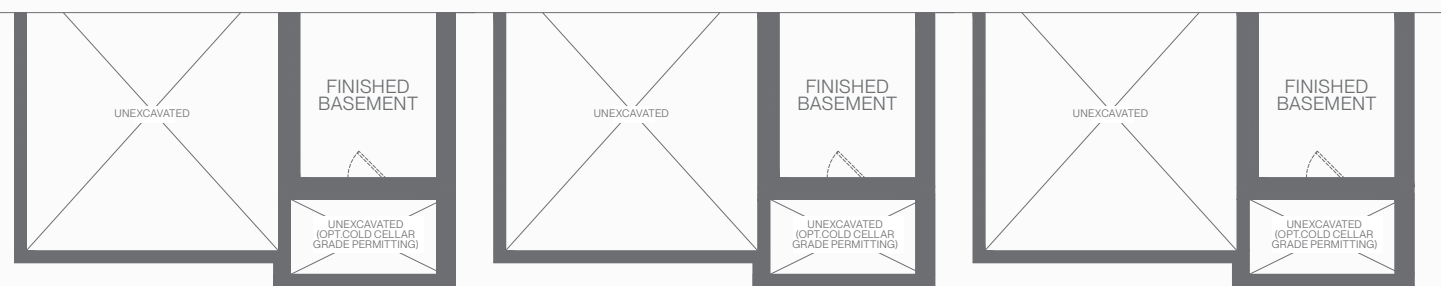 FINISHED
BASEMENT
UNEXCAVATED
UNEXCAVATED
(OPT.COLD CELLAR
GRADE PERMITTING)
FINISHED
BASEMENT
UNEXCAVATED
UNEXCAVATED
(OPT.COLD CELLAR
GRADE PERMITTING)
FINISHED
BASEMENT
UNEXCAVATED
UNEXCAVATED
(OPT.COLD CELLAR
GRADE PERMITTING)